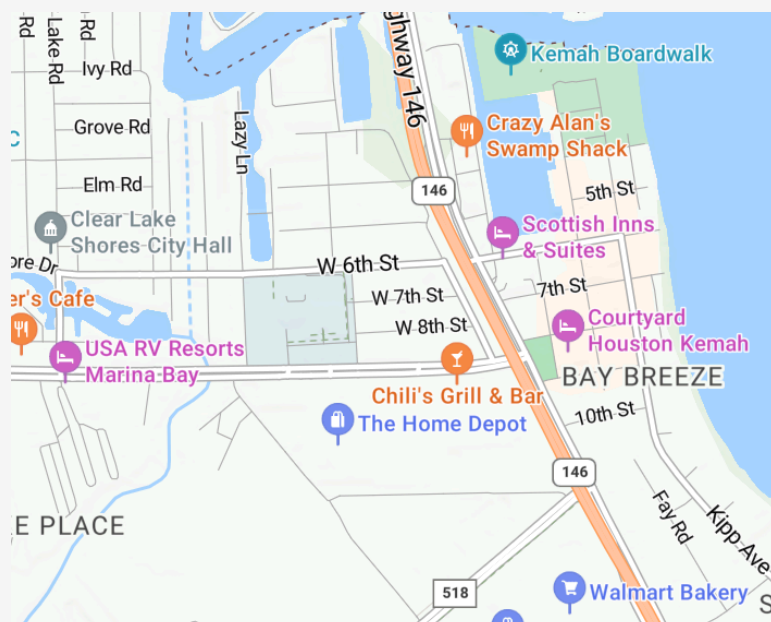 Rd
Lake Rd
Rd
Ivy Rd
Grove Rd
Elm Rd
Lazy Ln
ghway 146
Kemah Boardwalk
Crazy Alan's
Swamp Shack
146
5th St
C
Clear Lake
Shores City Hall
Scottish Inns
& Suites
ore Dr
W 6th St
7th St
W 7th St
er's Cafe
W 8th St
Courtyard
Houston Kemah
USA RV Resorts
Marina Bay
Chili's Grill & Bar
BAY BREEZE
The Home Depot
10th St
146
E PLACE
Fay Rd
Kipp Ave
518
Walmart Bakery
S